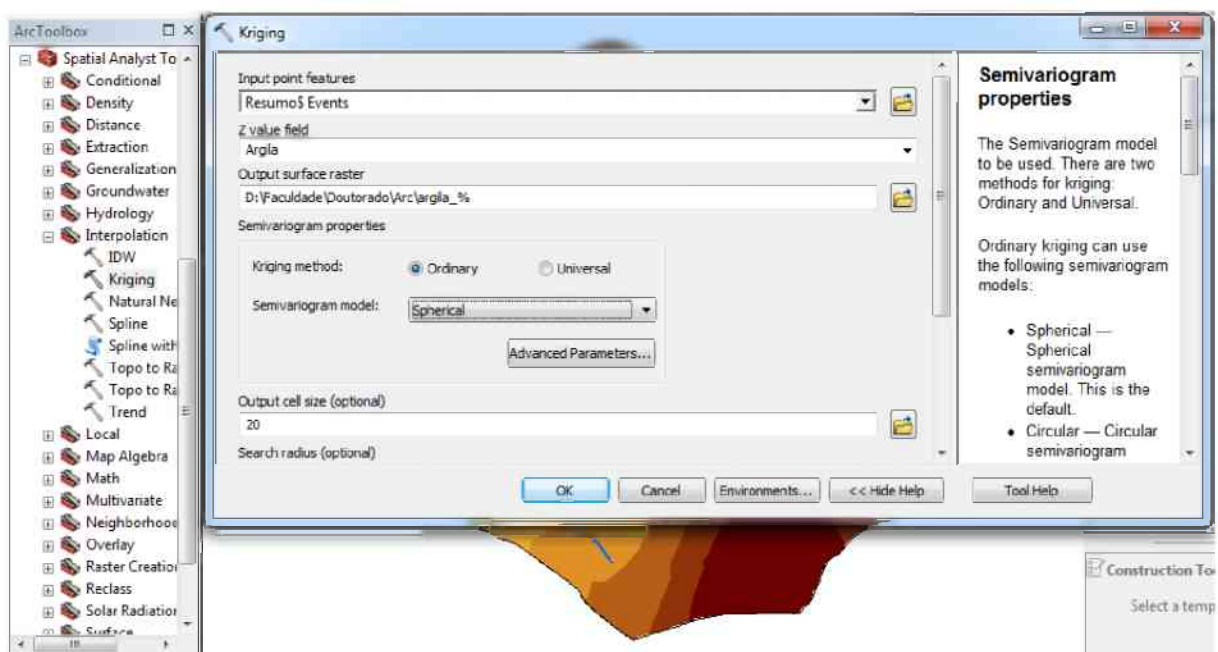 ArcToolbox
Spatial Analyst To
Conditional
Density
Distance
Extraction
Generalization
Groundwater
Hydrology
Interpolation
IDW
Kriging
Natural Ne
Spline
Spline with
Topo to Ra
Topo to Ra
Trend
Local
Map Algebra
Math
Multivariate
Neighborhood
Overlay
Raster Creation
Reclass
Solar Radiation
Surface
Kriging
Input point features
Resumo$ Events
Z value field
Argila
Output surface raster
D:\Faculdade\Doutorado\Arc\argila_%
Semivariogram properties
Kriging method:
Ordinary
Universal
Semivariogram model:
Spherical
Advanced Parameters...
Output cell size (optional)
20
Search radius (optional)
OK
Cancel
Environments...
<< Hide Help
Tool Help
Semivariogram
properties
The Semivariogram model
to be used. There are two
methods for kriging:
Ordinary and Universal.
Ordinary kriging can use
the following semivariogram
models:
• Spherical —
Spherical
semivariogram
model. This is the
default.
• Circular — Circular
semivariogram
Construction To
Select a temp